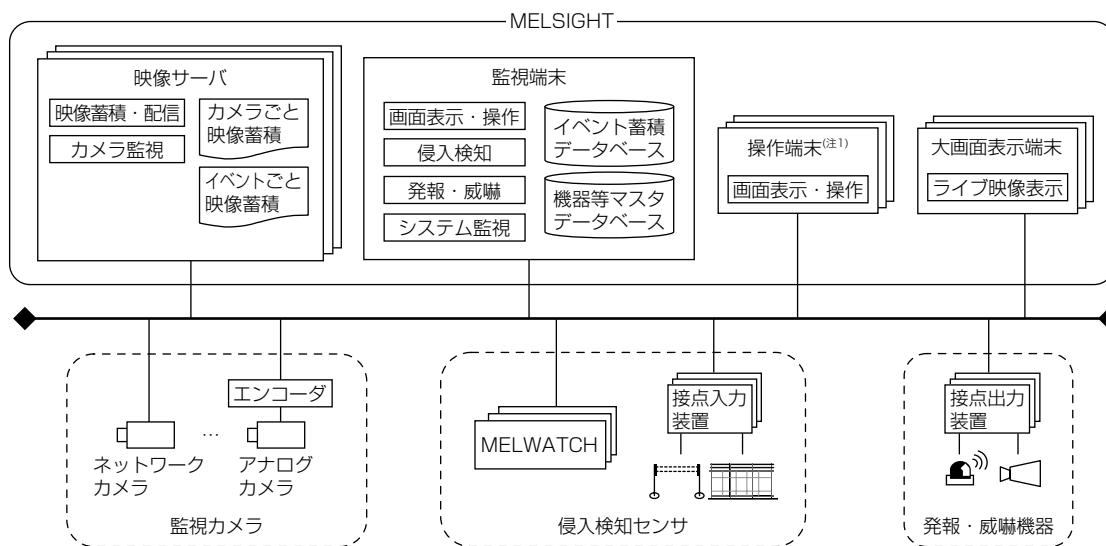 MELSIGHT
映像サーバ
映像蓄積・配信
カメラ監視
カメラごと
映像蓄積
イベントごと
映像蓄積
監視端末
画面表示・操作
侵入検知
発報・威嚇
システム監視
イベント蓄積
データベース
機器等マスタ
データベース
操作端末(注1)
画面表示・操作
大画面表示端末
ライブ映像表示
エンコーダ
…
ネットワーク
カメラ
アナログ
カメラ
監視カメラ
MELWATCH
接点入力
装置
侵入検知センサ
接点出力
装置
発報・威嚇機器